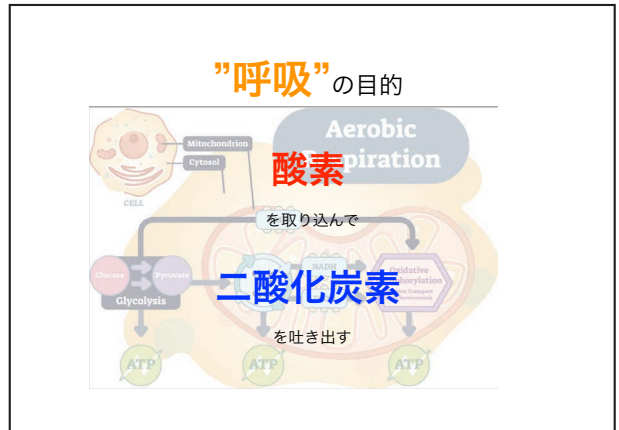 ”呼吸”の目的
Aerobic
piration
Mitochondrion
Cytosol
CELL
酸素
を取り込んで
Glucose
Pyruvate
Glycolysis
NADH
Oxidative
二酸化炭素
を吐き出す
ATP
ATP
ATP